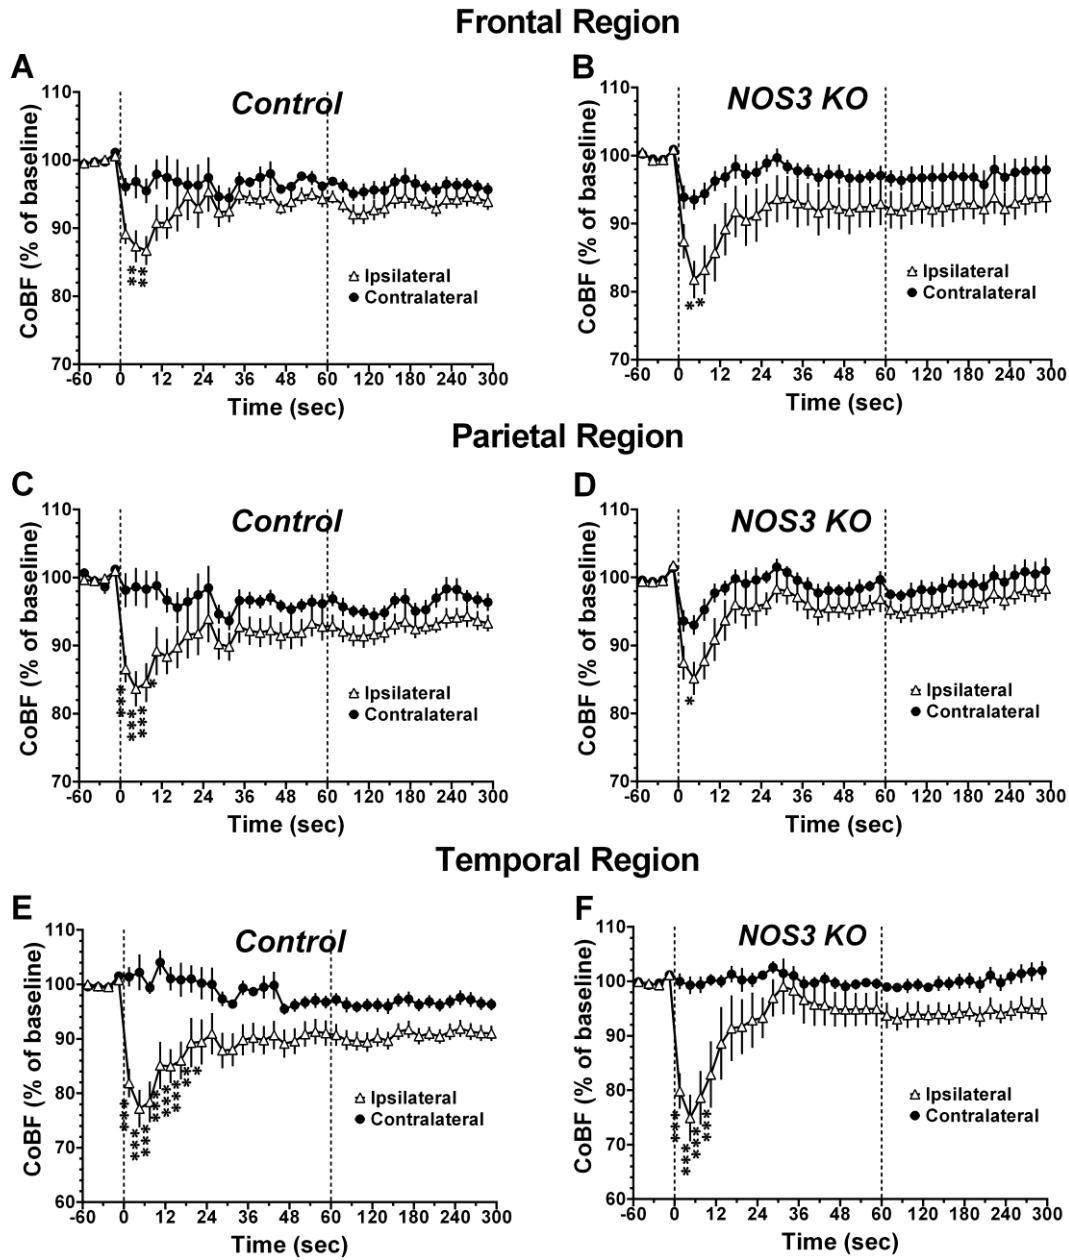 Frontal Region
A
Control
CoBF (% of baseline)
110
100
90
80
70
**
**
Ipsilateral
Contralateral
-60 0 12 24 36 48 60 120 180 240 300
Time (sec)
B
NOS3 KO
CoBF (% of baseline)
110
100
90
80
70
*
*
Ipsilateral
Contralateral
-60 0 12 24 36 48 60 120 180 240 300
Time (sec)
Parietal Region
C
Control
CoBF (% of baseline)
110
100
90
80
70
***
***
***
*
Ipsilateral
Contralateral
-60 0 12 24 36 48 60 120 180 240 300
Time (sec)
D
NOS3 KO
CoBF (% of baseline)
110
100
90
80
70
*
Ipsilateral
Contralateral
-60 0 12 24 36 48 60 120 180 240 300
Time (sec)
Temporal Region
E
Control
CoBF (% of baseline)
110
100
90
80
70
60
***
***
***
***
***
***
**
*
Ipsilateral
Contralateral
-60 0 12 24 36 48 60 120 180 240 300
Time (sec)
F
NOS3 KO
CoBF (% of baseline)
110
100
90
80
70
60
***
***
***
***
Ipsilateral
Contralateral
-60 0 12 24 36 48 60 120 180 240 300
Time (sec)